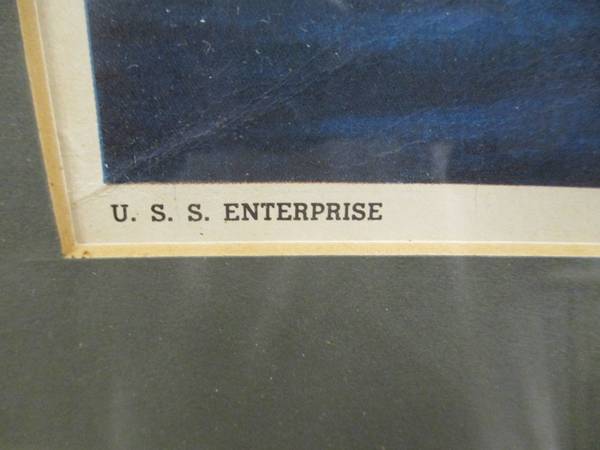 U. S. S. ENTERPRISE